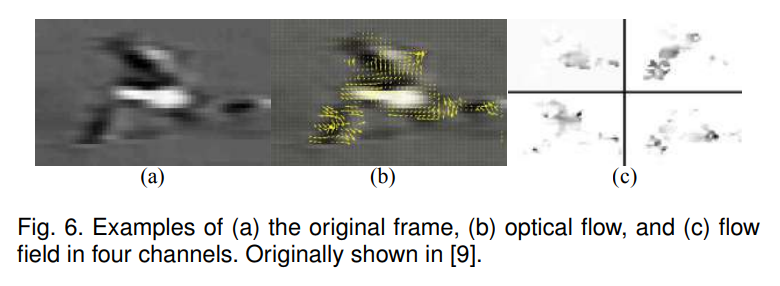 (a)
(b)
(c)
Fig. 6. Examples of (a) the original frame, (b) optical flow, and (c) flow
field in four channels. Originally shown in [9].